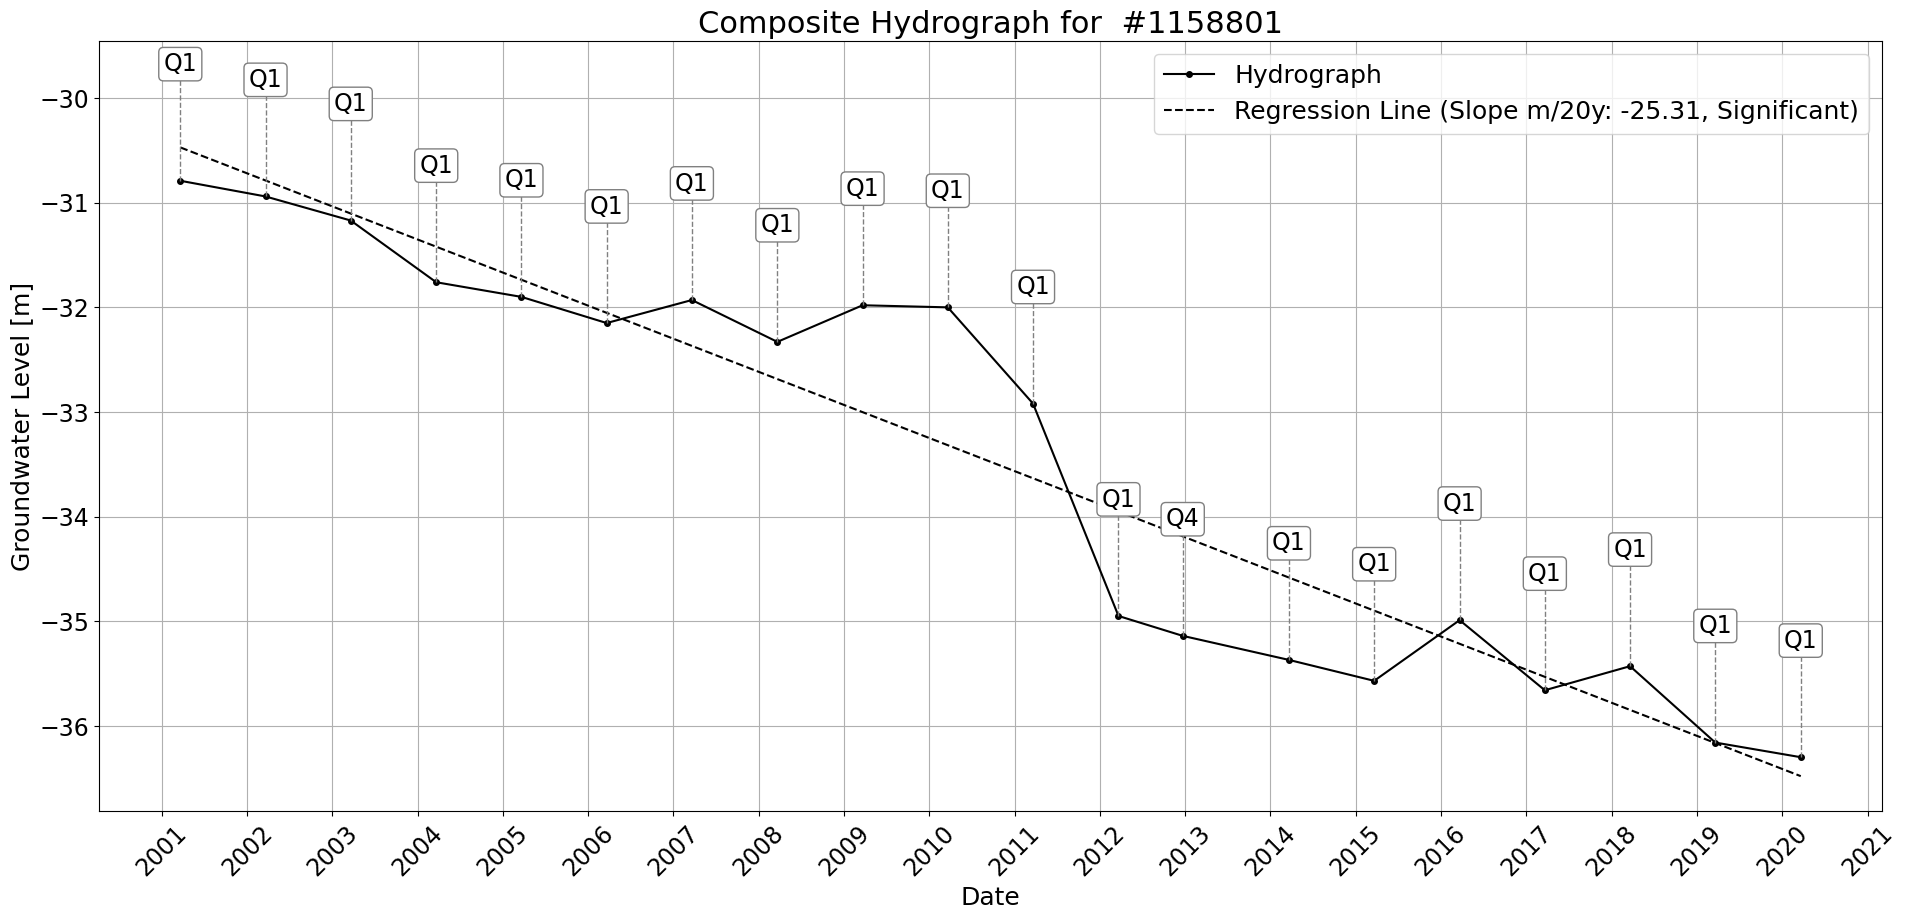 Composite Hydrograph for  #1158801
Hydrograph
Regression Line (Slope m/20y: -25.31, Significant)
Q1
Q1
Q1
Q1
Q1
Q1
Q1
Q1
Q1
Q1
Q1
Q1
Q4
Q1
Q1
Q1
Q1
Q1
Q1
Q1
Groundwater Level [m]
−30
−31
−32
−33
−34
−35
−36
2001
2002
2003
2004
2005
2006
2007
2008
2009
2010
2011
2012
2013
2014
2015
2016
2017
2018
2019
2020
2021
Date